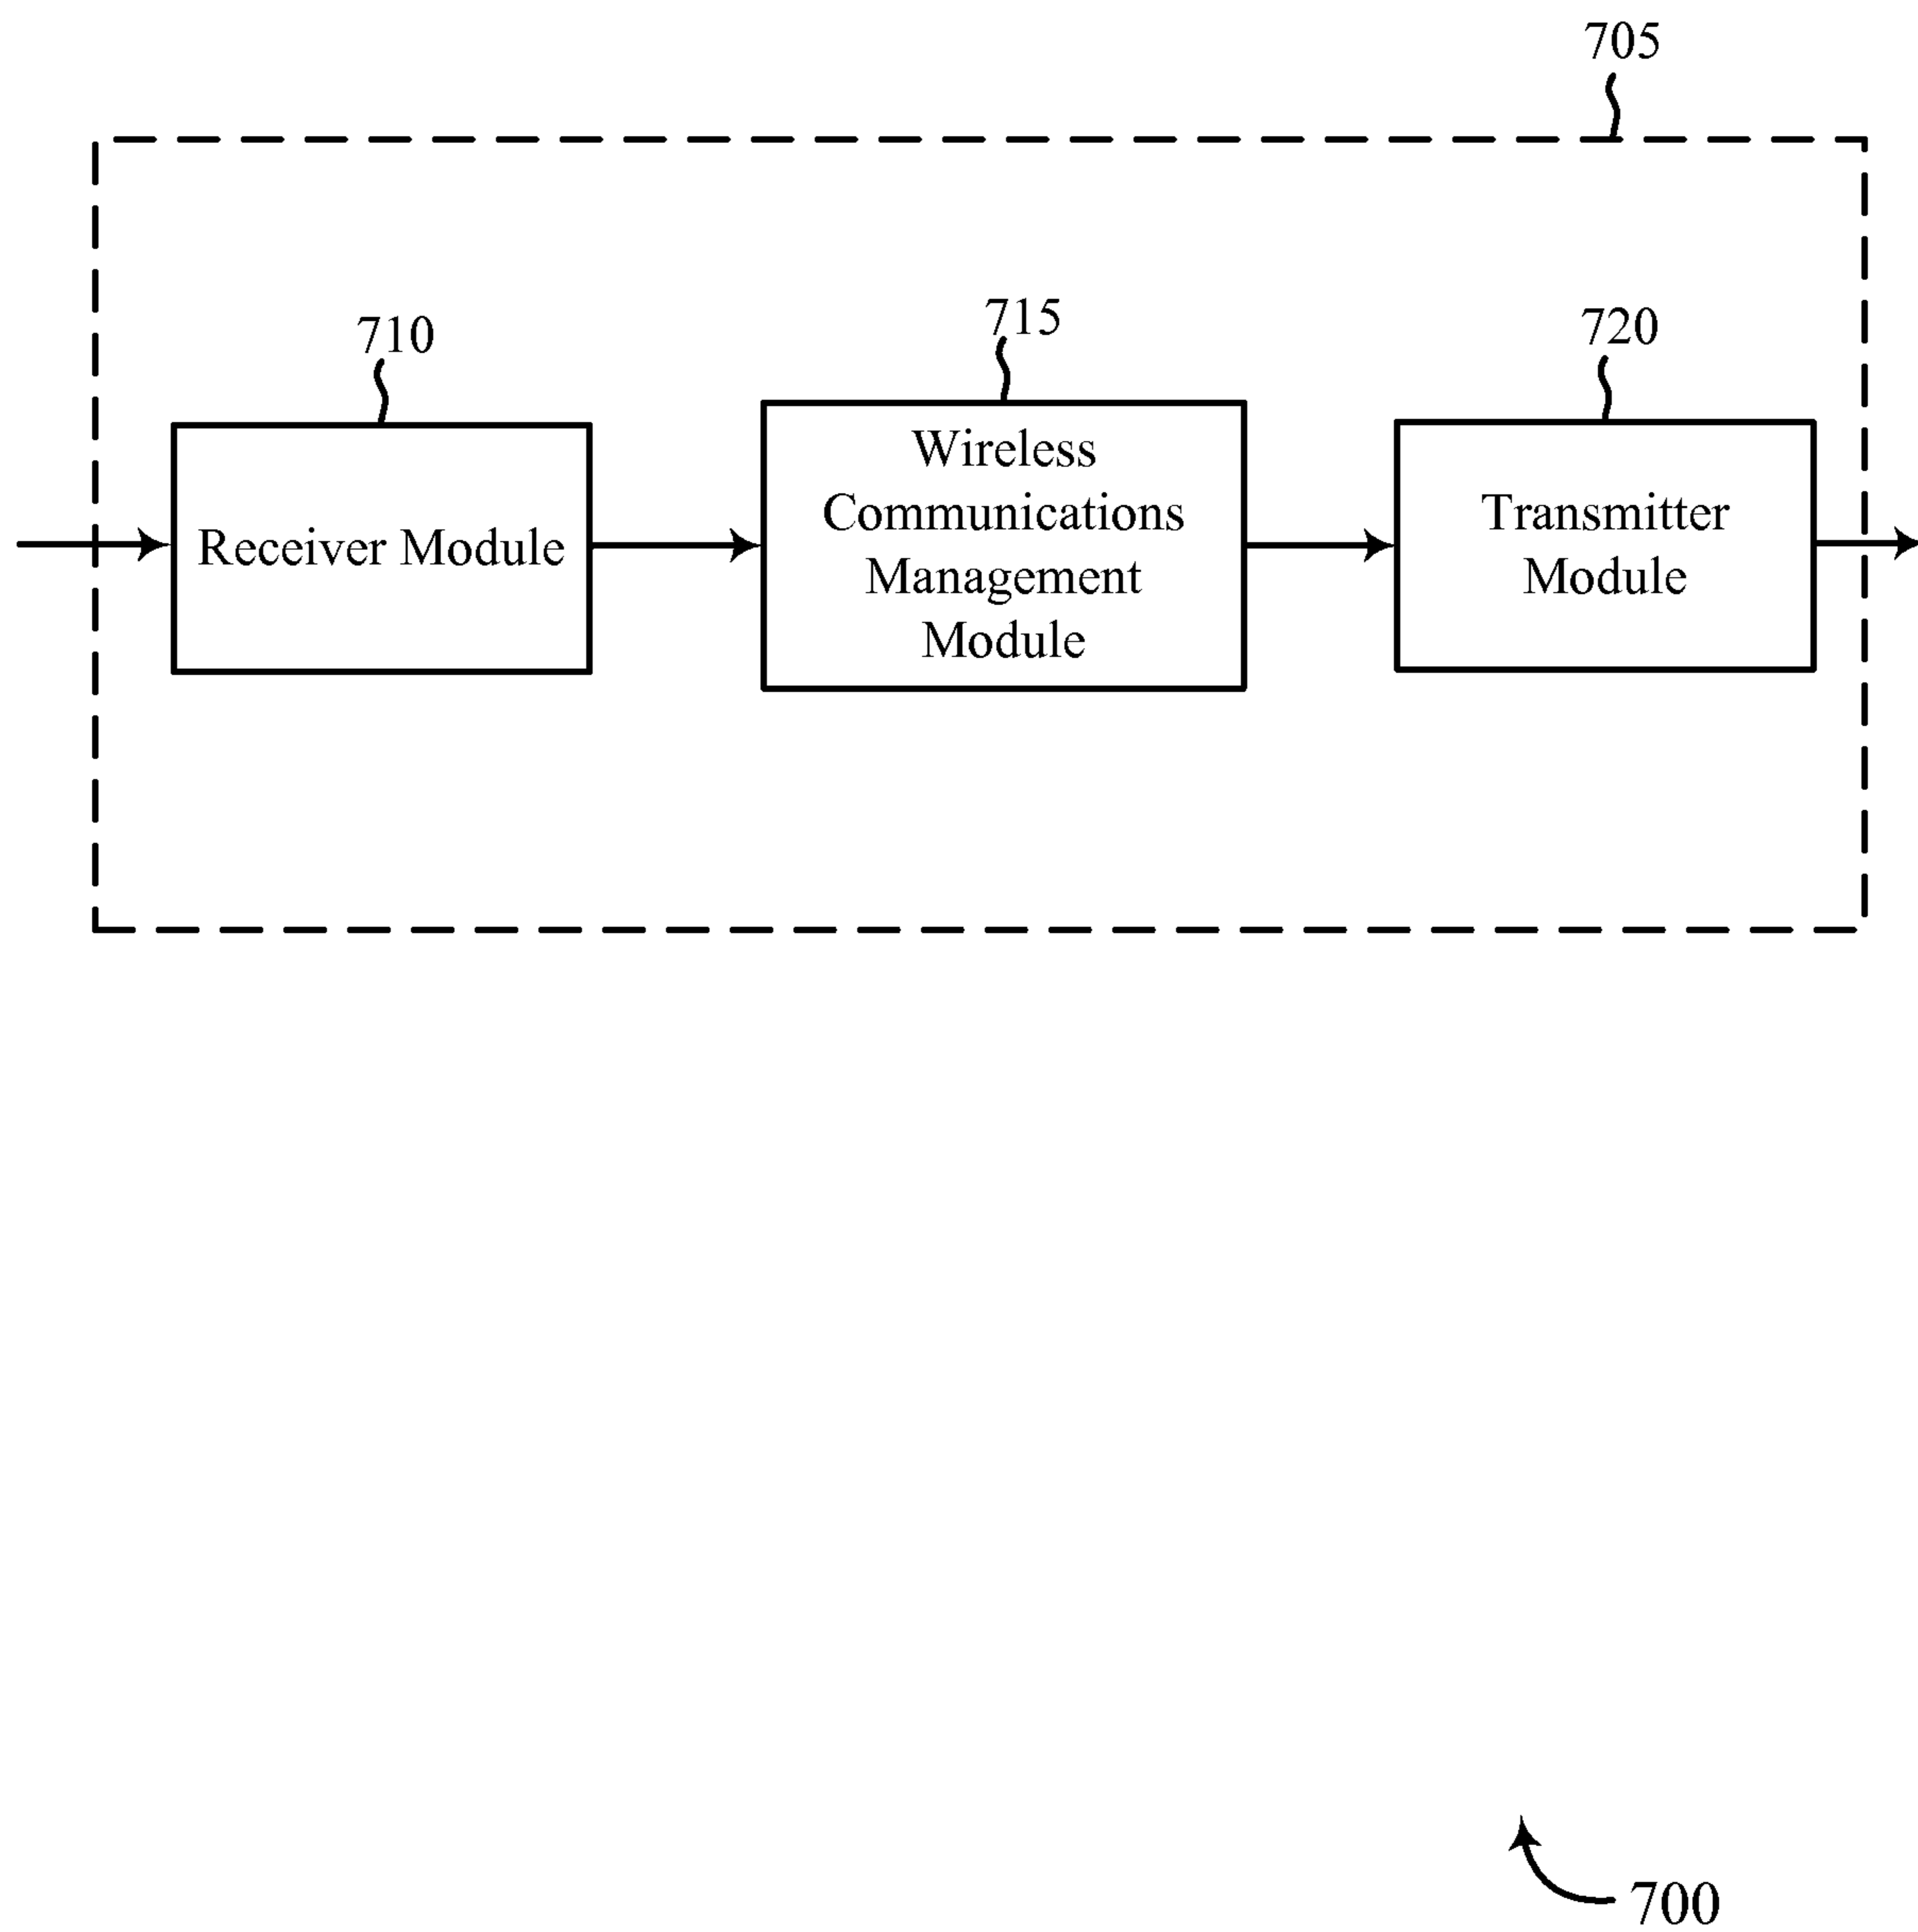 705
710
715
720
Receiver Module
Wireless
Communications
Management
Module
Transmitter
Module
700